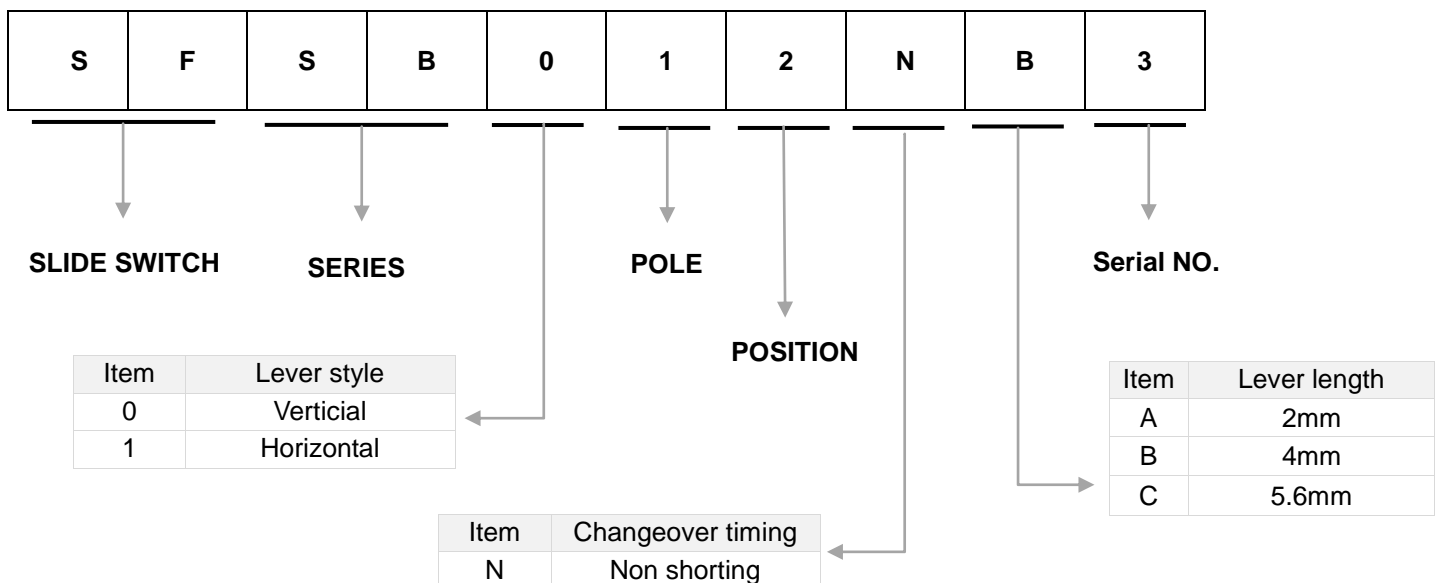 S F S B 0 1 2 N B 3
SLIDE SWITCH
SERIES
POLE
Serial NO.
POSITION
Item Lever style
0 Verticial
1 Horizontal
Item Lever length
A 2mm
B 4mm
C 5.6mm
Item Changeover timing
N Non shorting